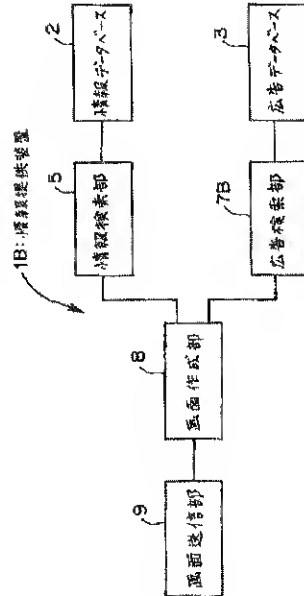 1B:情報提供装置
2
情報データベース
5
情報検索部
3
広告データベース
7B
広告検索部
8
画面作成部
9
画面送信部